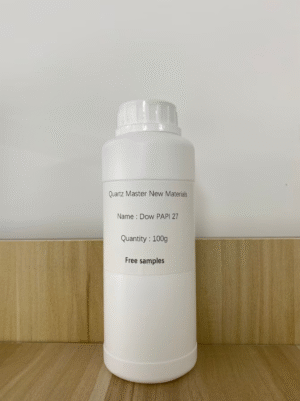 Quartz Master New Materials
Name : Dow PAPI 27
Quantity : 100g
Free samples